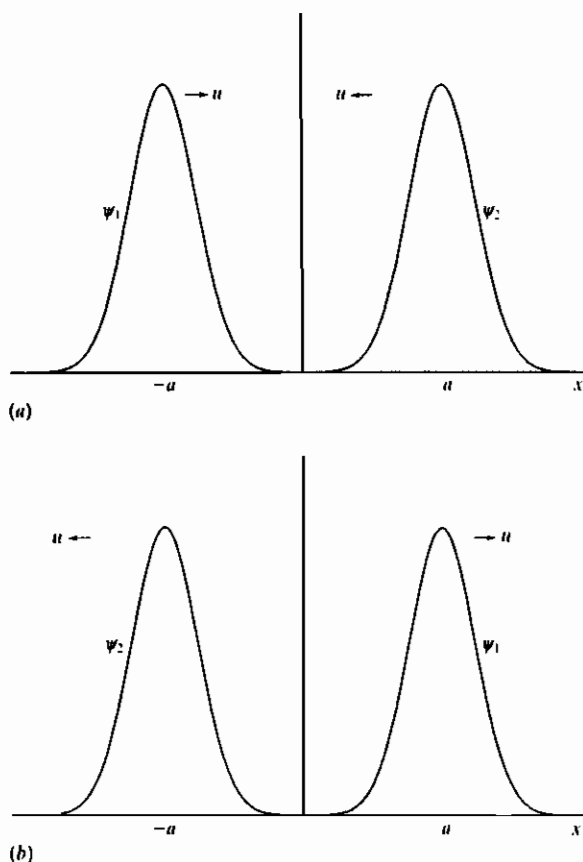 → u u ←
ψ₁ ψ₂
−a a x
(a)
u ← → u
ψ₂ ψ₁
−a a x
(b)